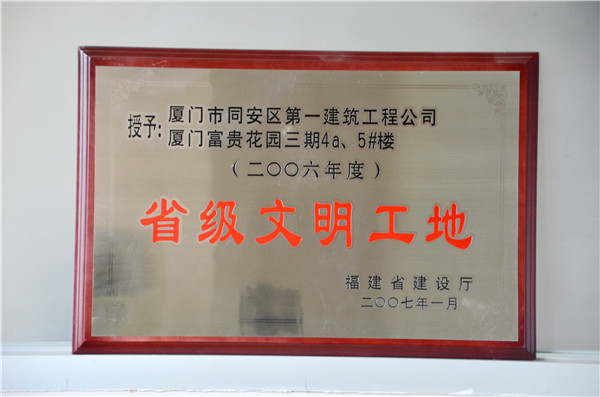 授予:厦门市同安区第一建筑工程公司
厦门富贵花园三期4a、5#楼
(二〇〇六年度)
省级文明工地
福建省建设厅
二〇〇七年一月